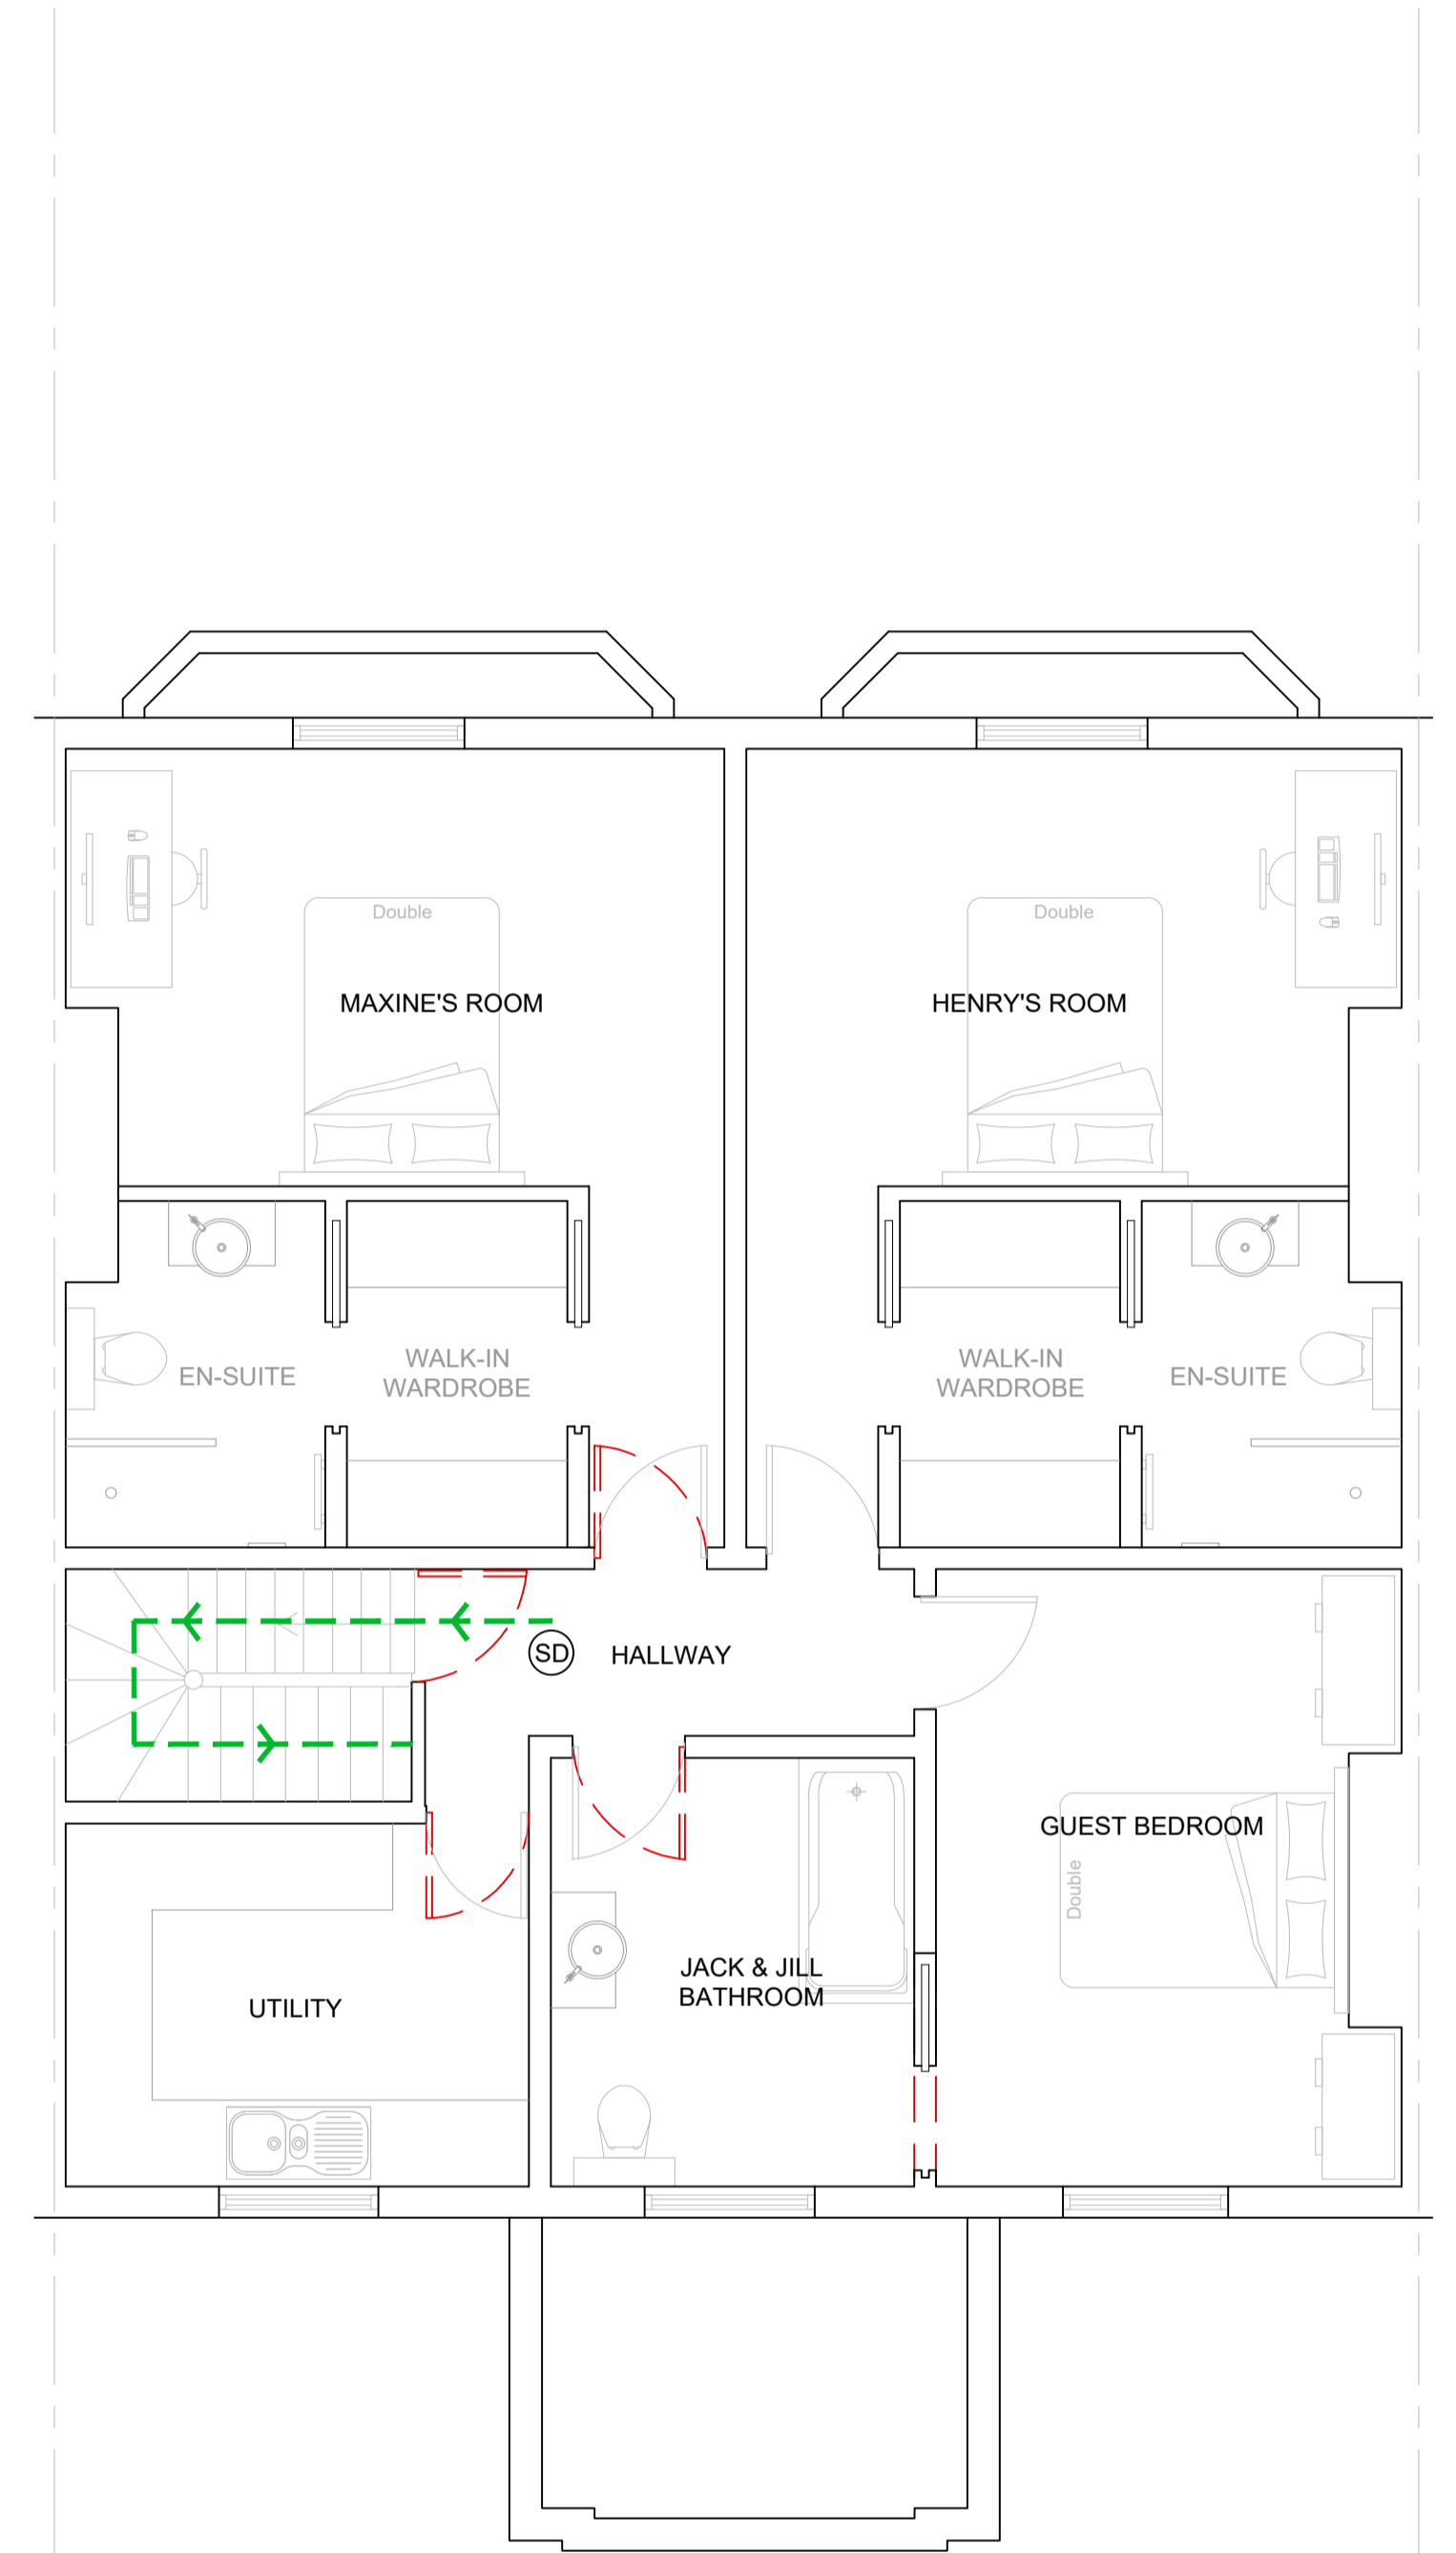 Double
Double
MAXINE'S ROOM
HENRY'S ROOM
EN-SUITE
WALK-IN
WARDROBE
WALK-IN
WARDROBE
EN-SUITE
SD
HALLWAY
GUEST BEDROOM
Double
JACK & JILL
BATHROOM
UTILITY